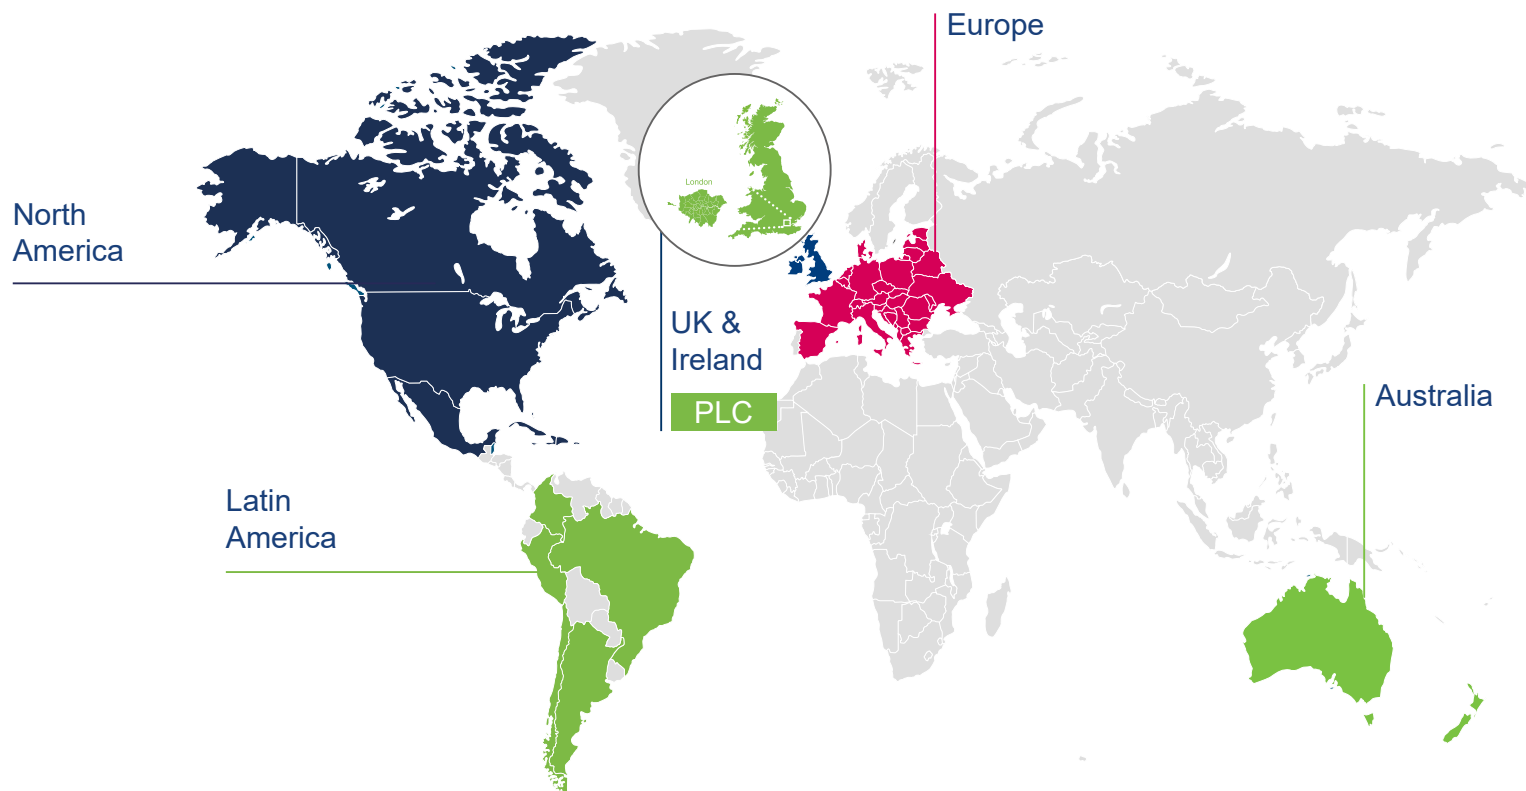 Europe
London
North
America
UK &
Ireland
PLC
Australia
Latin
America